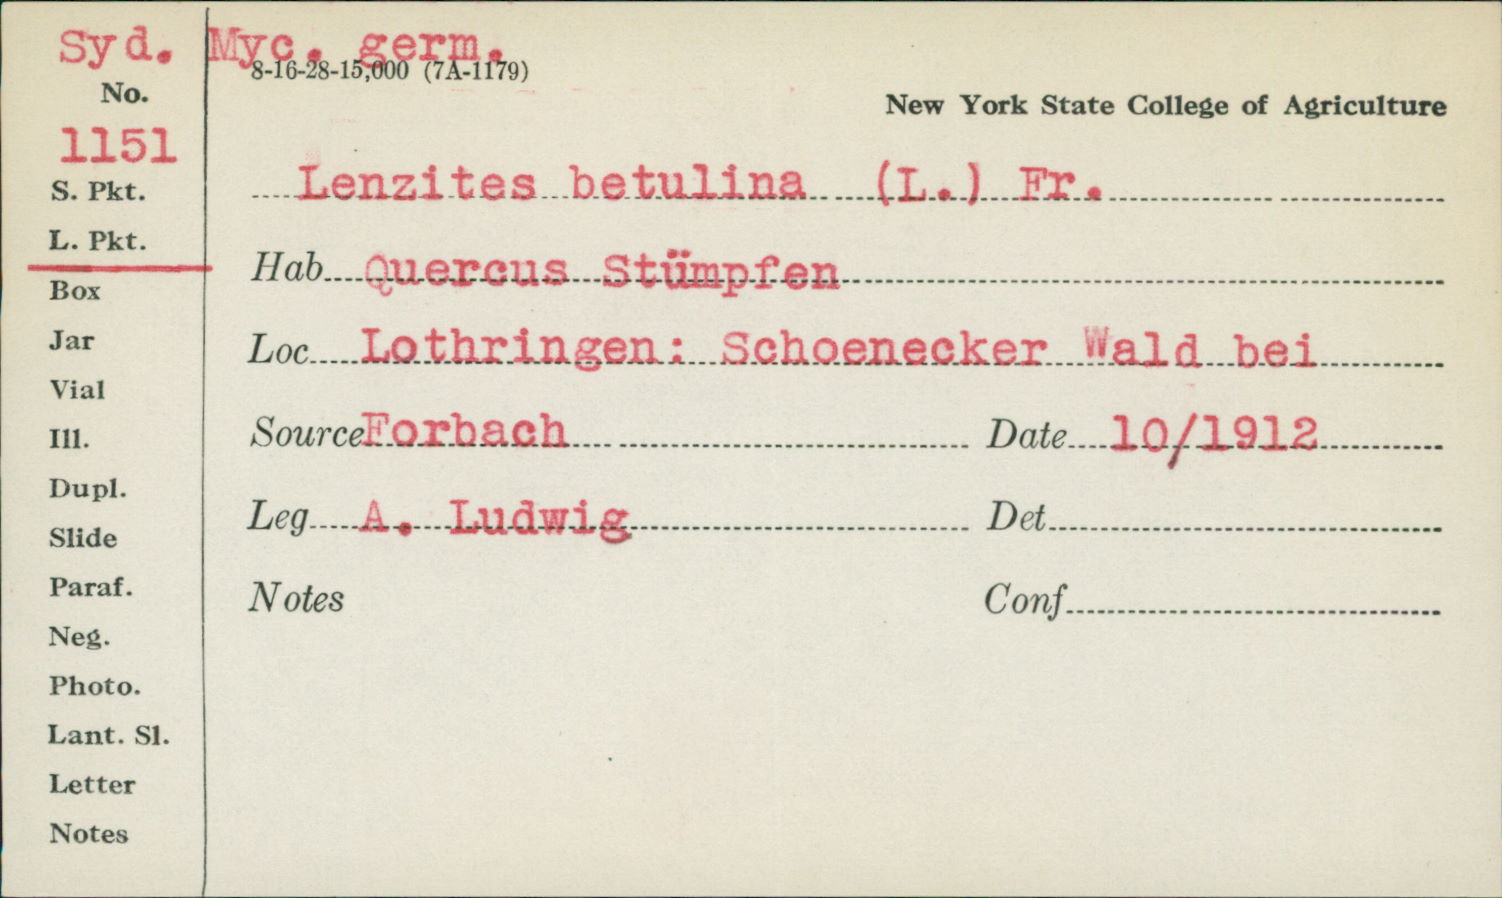 Syd. Myc. germ.
8-16-28-15,000 (7A-1179)
No.
New York State College of Agriculture
1151
Lenzites betulina (L.) Fr.
S. Pkt.
L. Pkt.
Hab Quercus Stümpfen
Box
Loc Lothringen: Schoenecker Wald bei
Jar
Vial
Source Forbach Date 10/1912
Ill.
Dupl.
Leg A. Ludwig Det
Slide
Paraf.
Notes Conf
Neg.
Photo.
Lant. Sl.
Letter
Notes